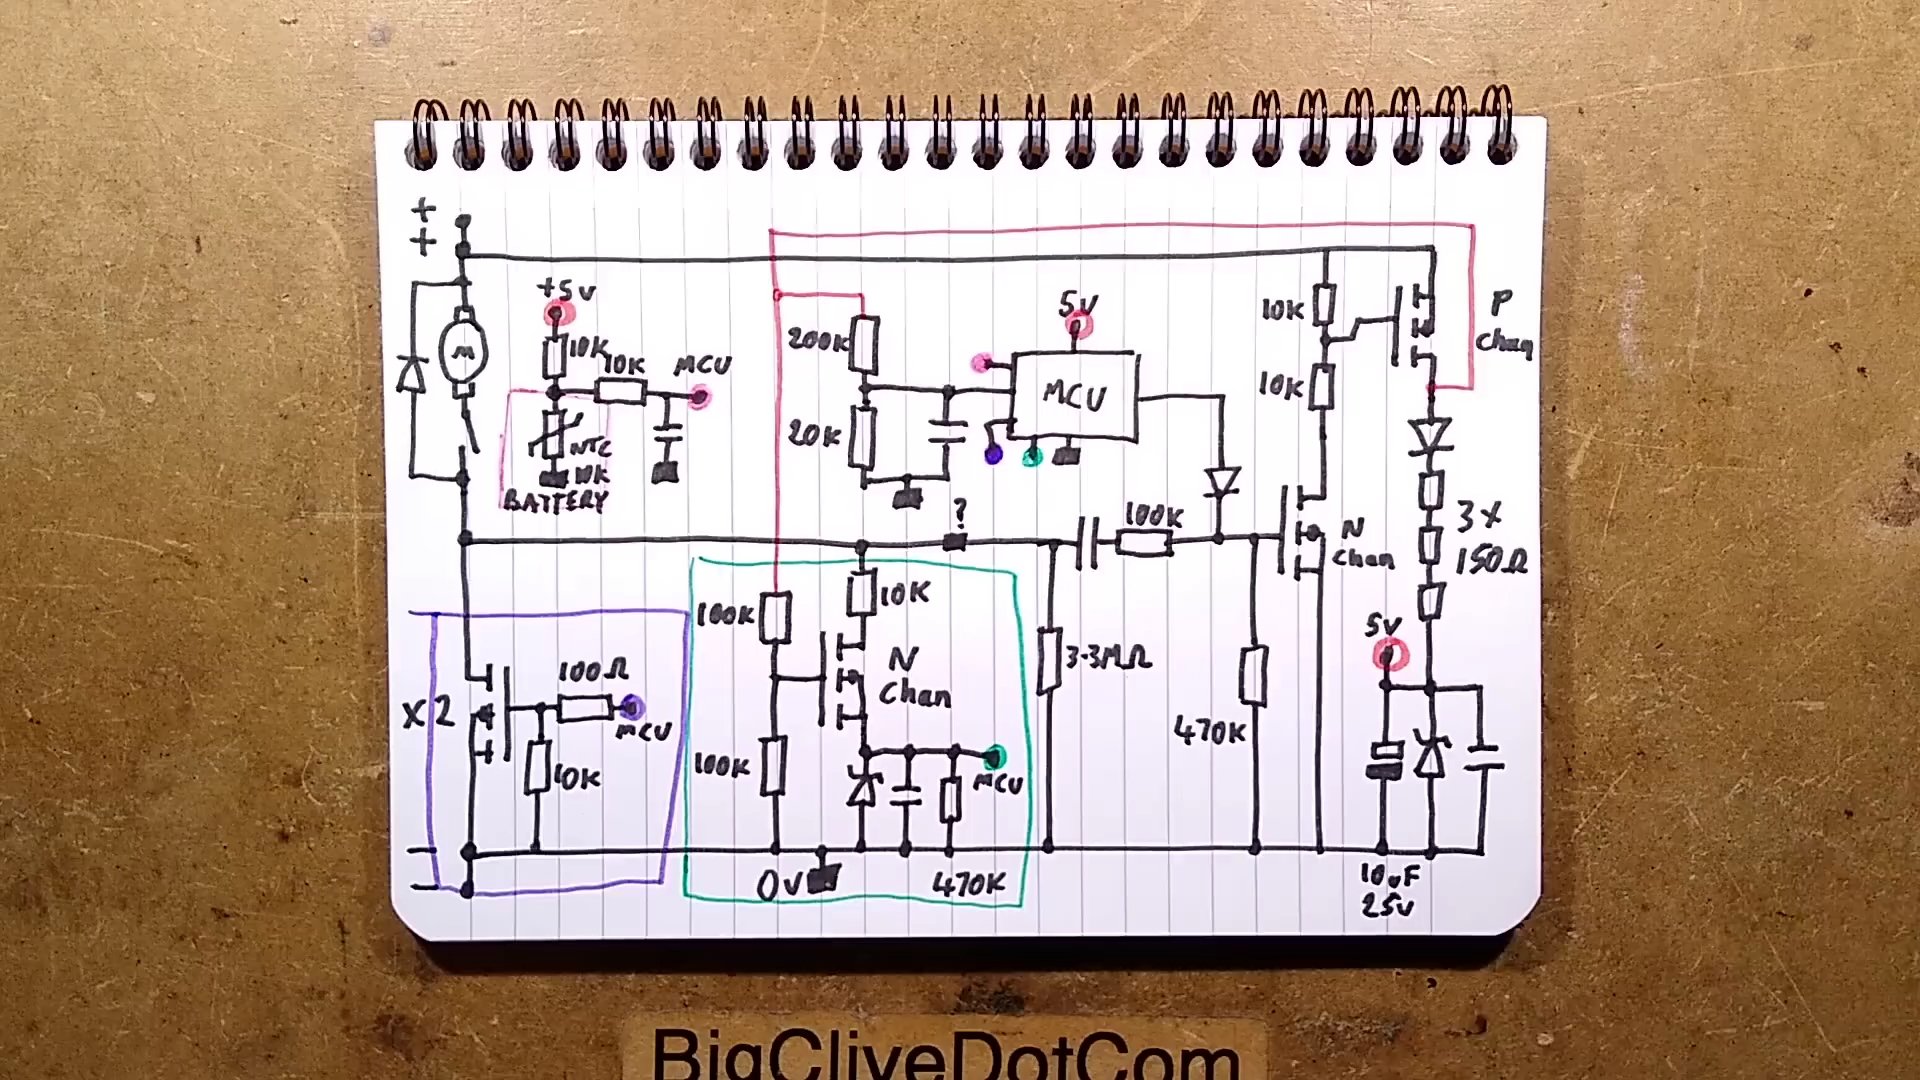 +
+
+5v
10K
10K
MCU
NTC
10K
BATTERY
M
200K
20K
5V
MCU
10K
10K
P
Chan
?
100K
N
Chan
3x
150Ω
5V
100K
10K
N
Chan
3.3MΩ
470K
x2
100Ω
MCU
10K
100K
MCU
0V
470K
10uF
25v
BigCliveDotCom